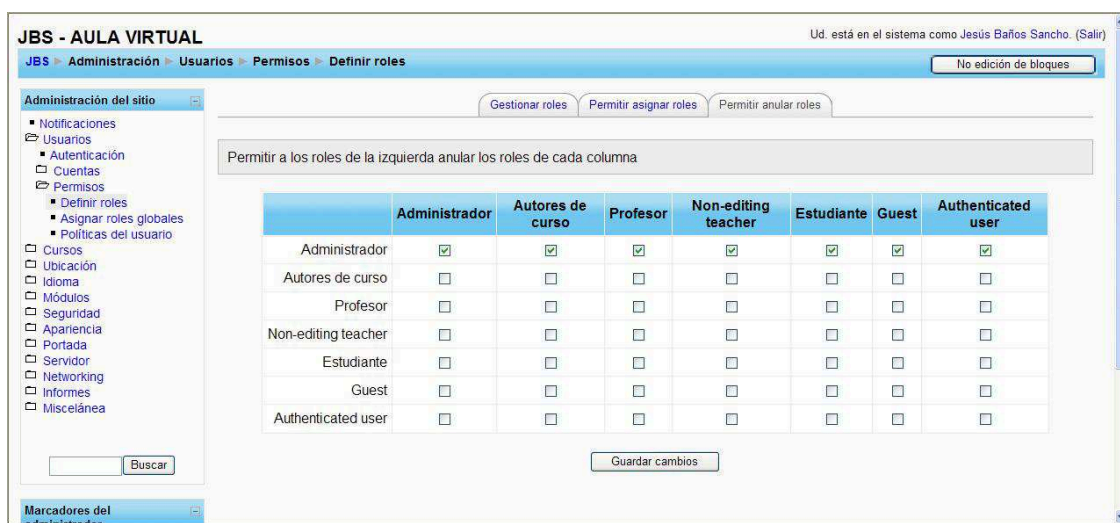 JBS - AULA VIRTUAL
Ud. está en el sistema como Jesús Baños Sancho. (Salir)
JBS ► Administración ► Usuarios ► Permisos ► Definir roles
No edición de bloques
Administración del sitio
Notificaciones
Usuarios
Autenticación
Cuentas
Permisos
Definir roles
Asignar roles globales
Políticas del usuario
Cursos
Ubicación
Idioma
Módulos
Seguridad
Apariencia
Portada
Servidor
Networking
Informes
Miscelánea
Buscar
Marcadores del
administrador
Gestionar roles Permitir asignar roles Permitir anular roles
Permitir a los roles de la izquierda anular los roles de cada columna
Administrador Autores de curso Profesor Non-editing teacher Estudiante Guest Authenticated user
Administrador
Autores de curso
Profesor
Non-editing teacher
Estudiante
Guest
Authenticated user
Guardar cambios